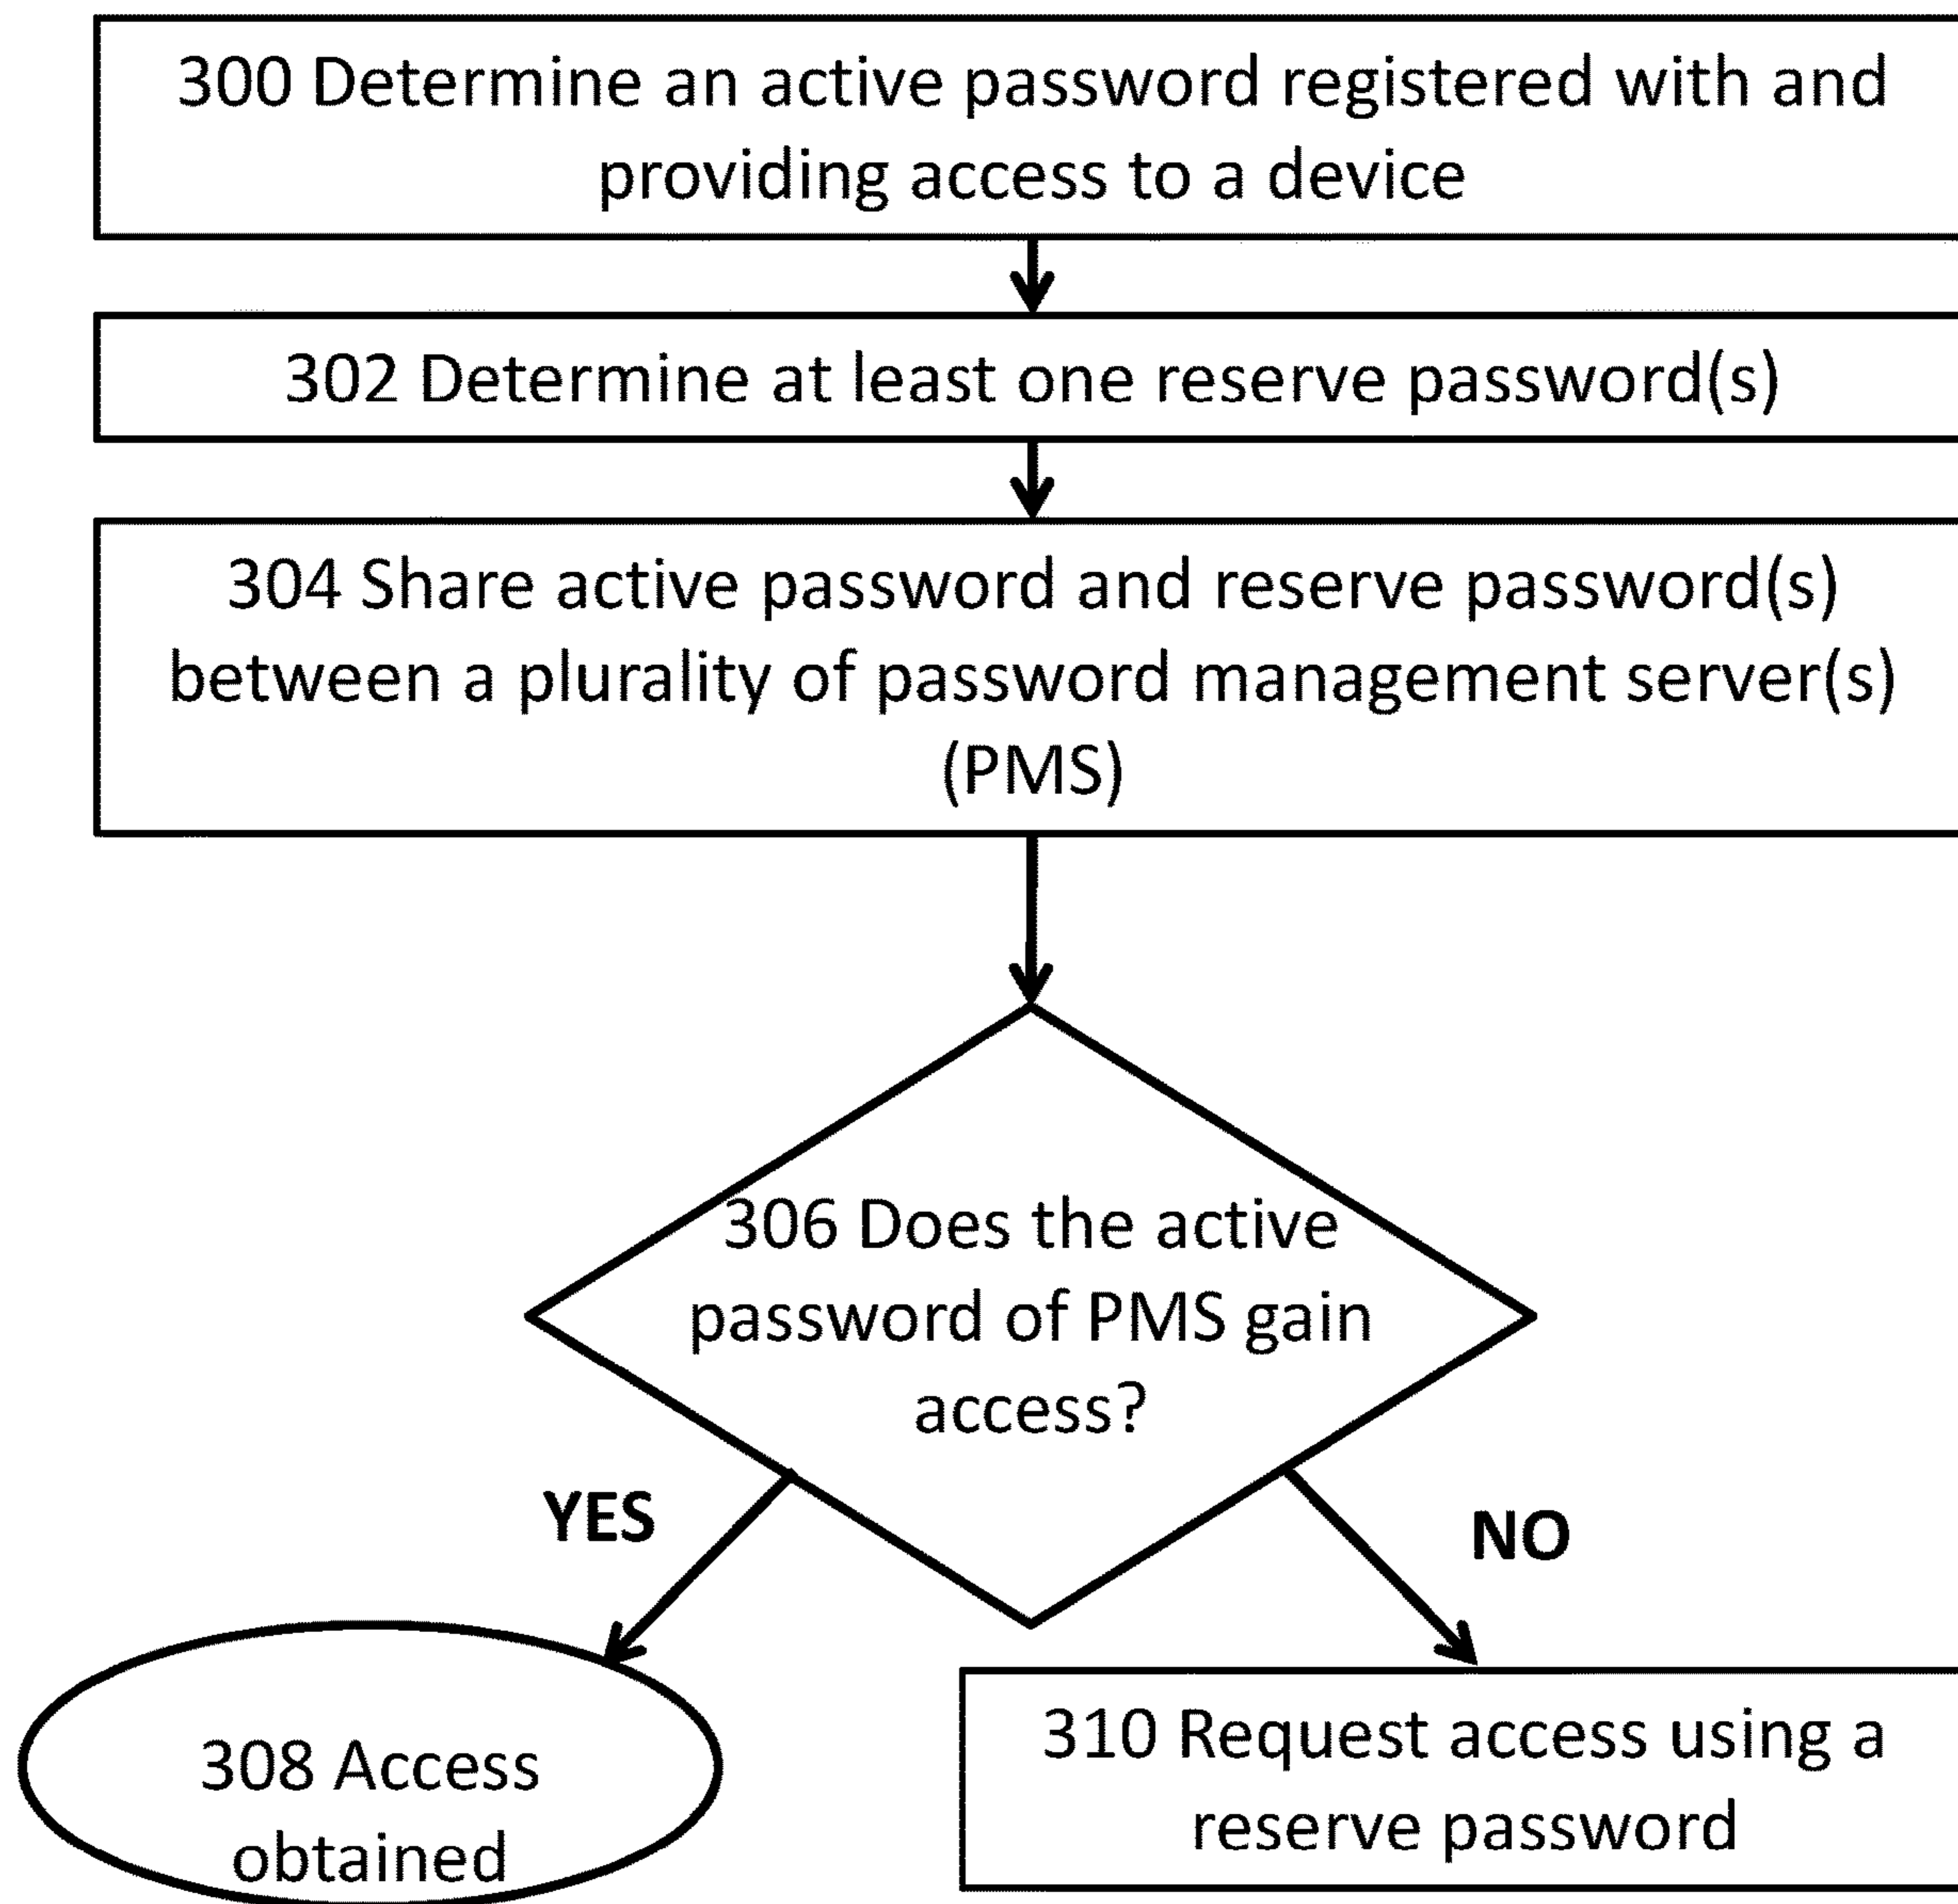 300 Determine an active password registered with and
providing access to a device
302 Determine at least one reserve password(s)
304 Share active password and reserve password(s)
between a plurality of password management server(s)
(PMS)
306 Does the active
password of PMS gain
access?
YES
NO
308 Access
obtained
310 Request access using a
reserve password